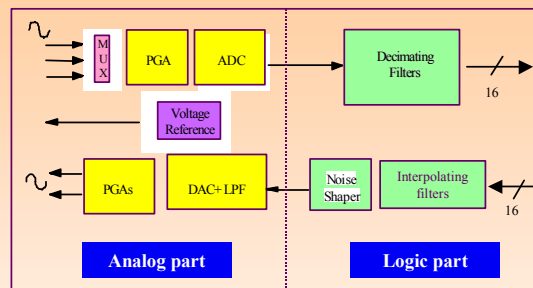 M
U
X
PGA
ADC
Decimating
Filters
16
Voltage
Reference
PGAs
DAC+ LPF
Noise
Shaper
Interpolating
filters
16
Analog part
Logic part